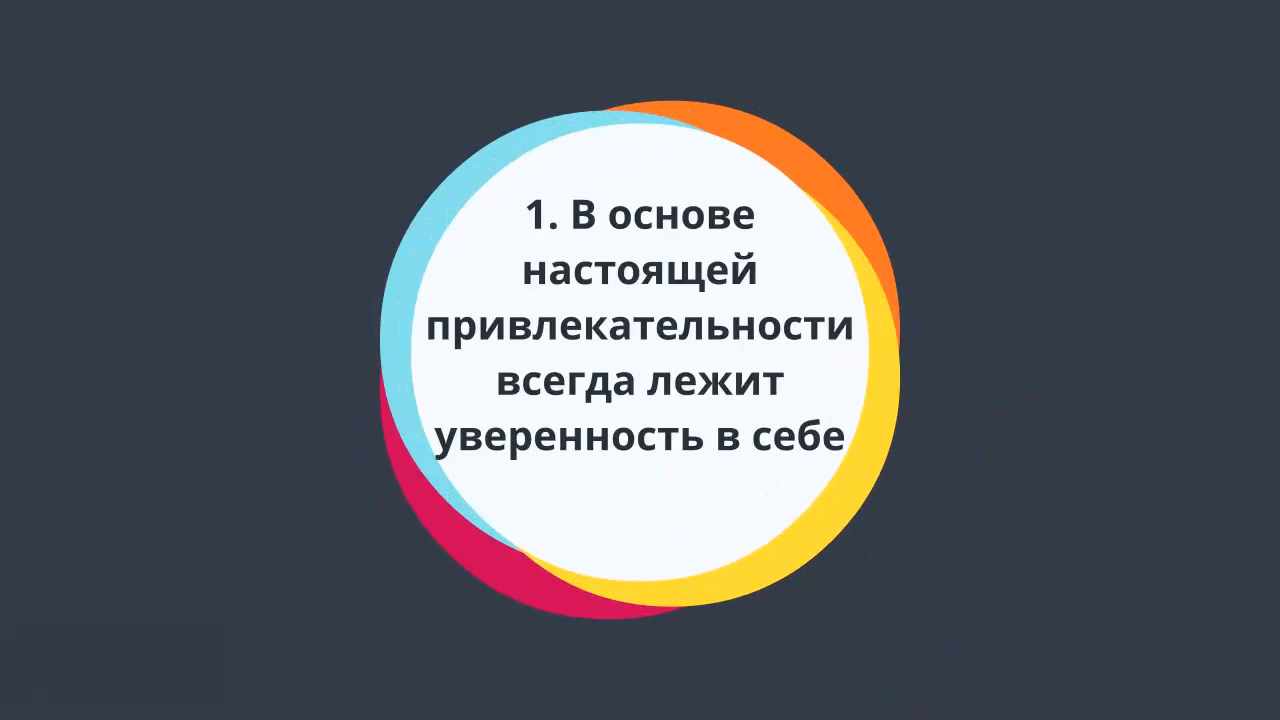 1. В основе
настоящей
привлекательности
всегда лежит
уверенность в себе